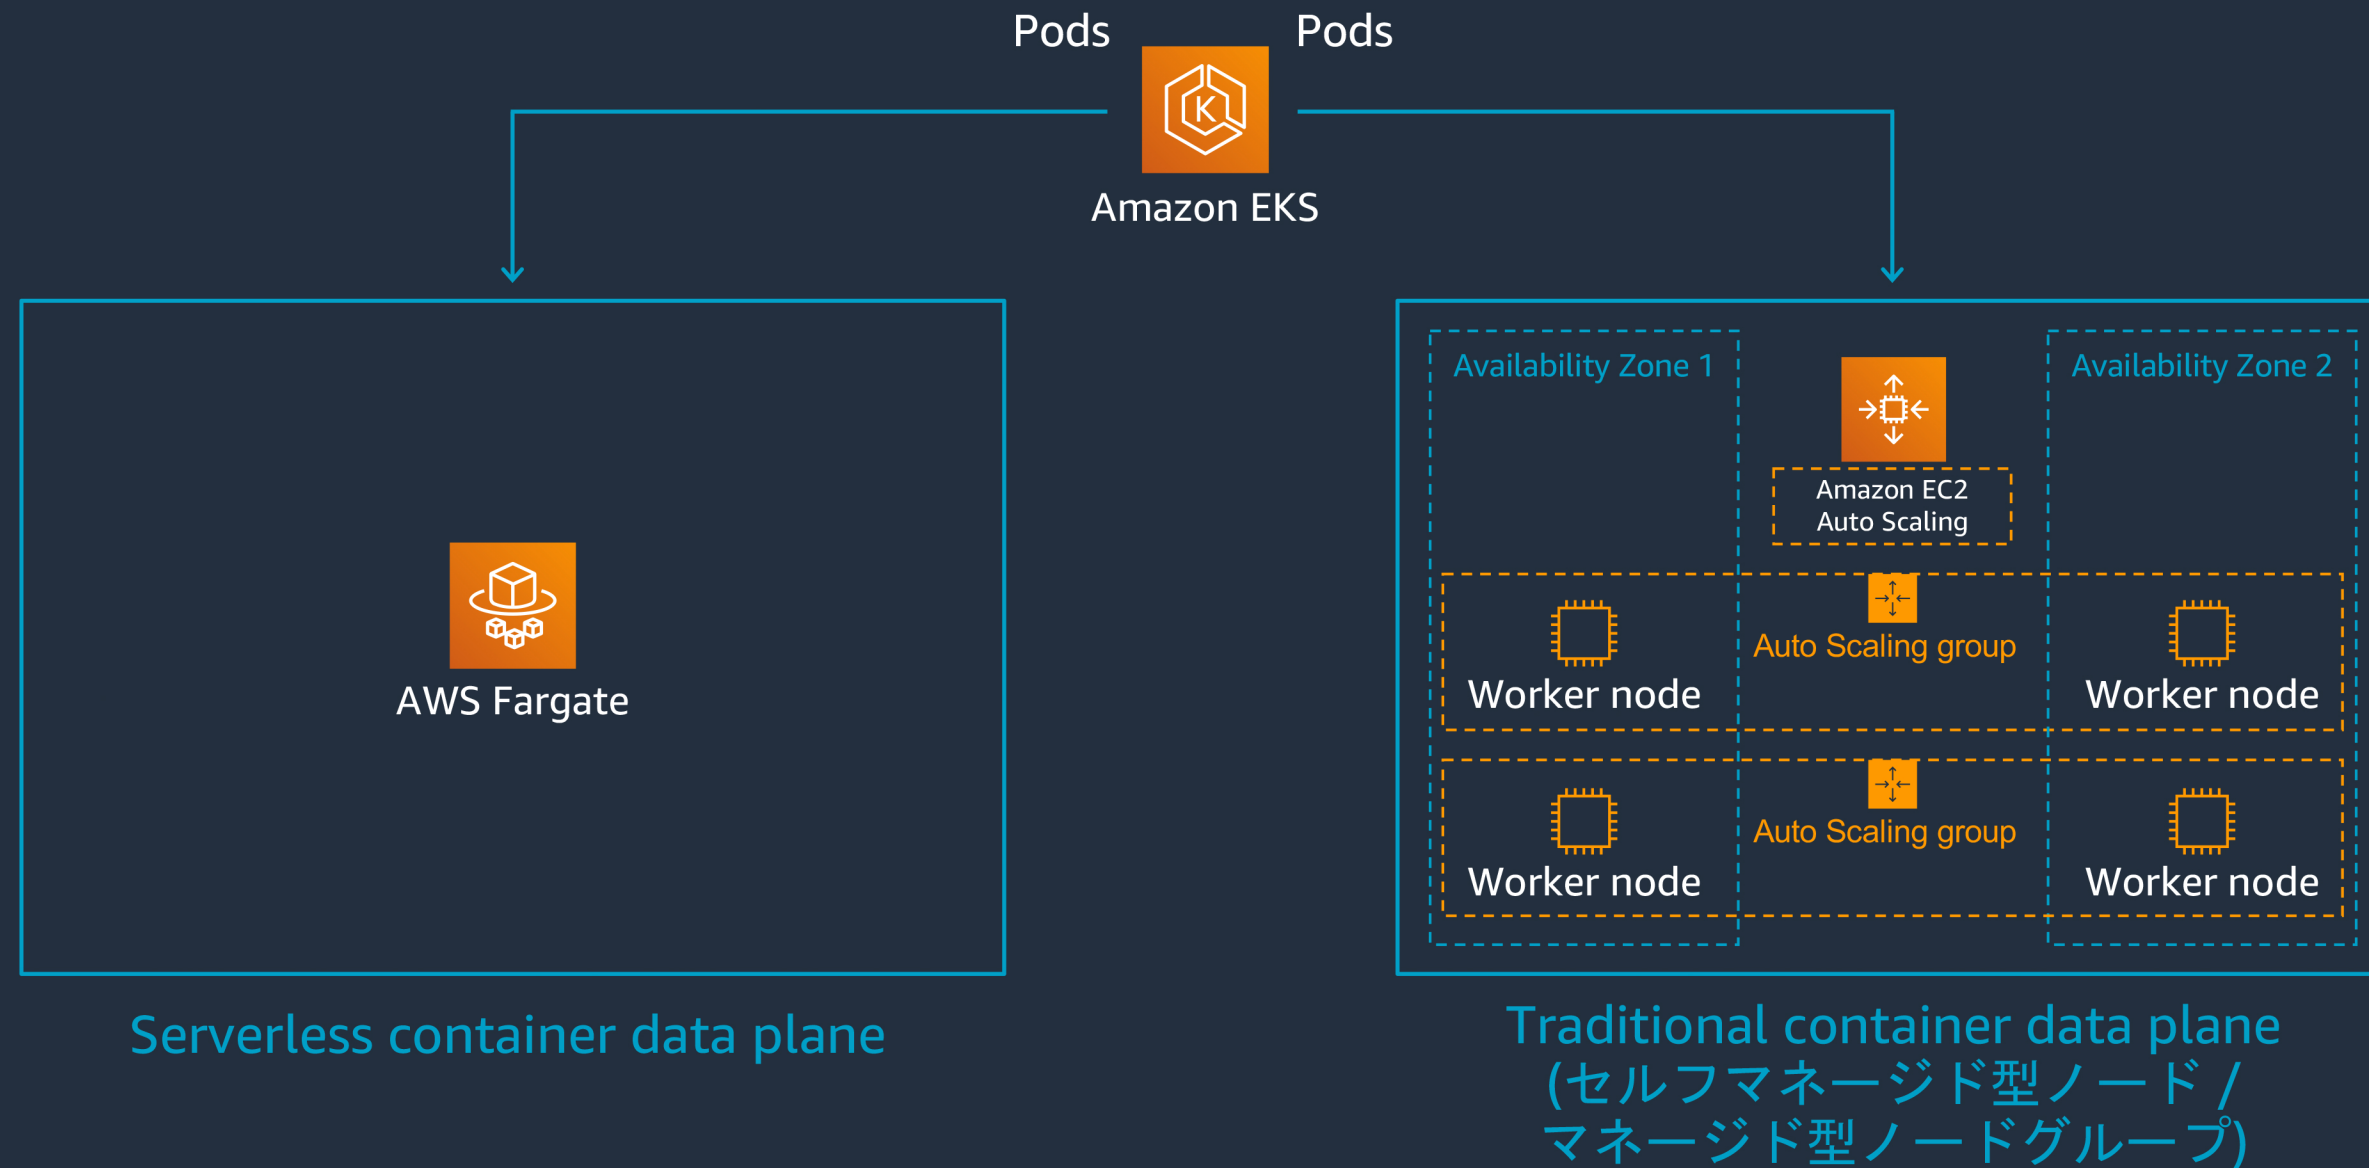 Pods
Pods
K
Amazon EKS
AWS Fargate
Serverless container data plane
Availability Zone 1
Availability Zone 2
Amazon EC2
Auto Scaling
Auto Scaling group
Worker node
Worker node
Auto Scaling group
Worker node
Worker node
Traditional container data plane
(セルフマネージド型ノード /
マネージド型ノードグループ)